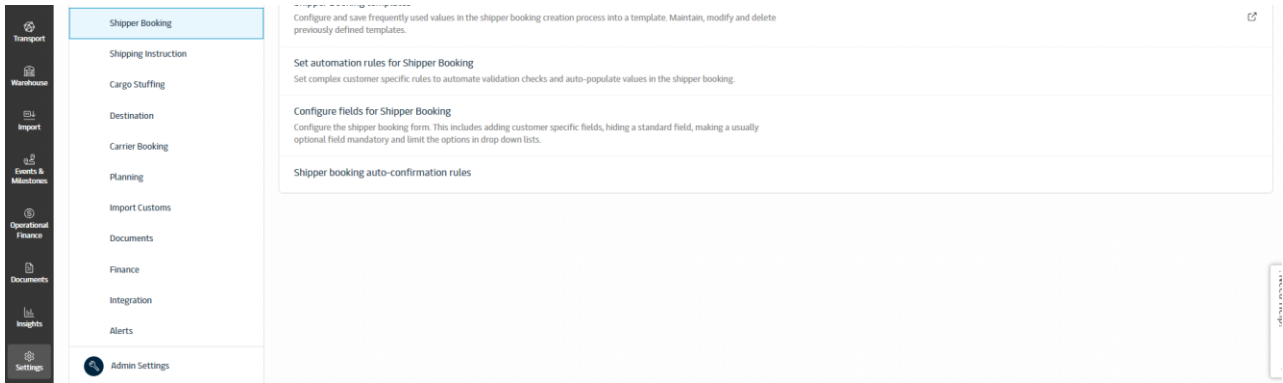 Transport
Warehouse
Import
Events &
Milestones
Operational
Finance
Documents
Insights
Settings
Shipper Booking
Shipping Instruction
Cargo Stuffing
Destination
Carrier Booking
Planning
Import Customs
Documents
Finance
Integration
Alerts
Admin Settings
Shipper Booking templates
Configure and save frequently used values in the shipper booking creation process into a template. Maintain, modify and delete
previously defined templates.
Set automation rules for Shipper Booking
Set complex customer specific rules to automate validation checks and auto-populate values in the shipper booking.
Configure fields for Shipper Booking
Configure the shipper booking form. This includes adding customer specific fields, hiding a standard field, making a usually
optional field mandatory and limit the options in drop down lists.
Shipper booking auto-confirmation rules
Need Help?